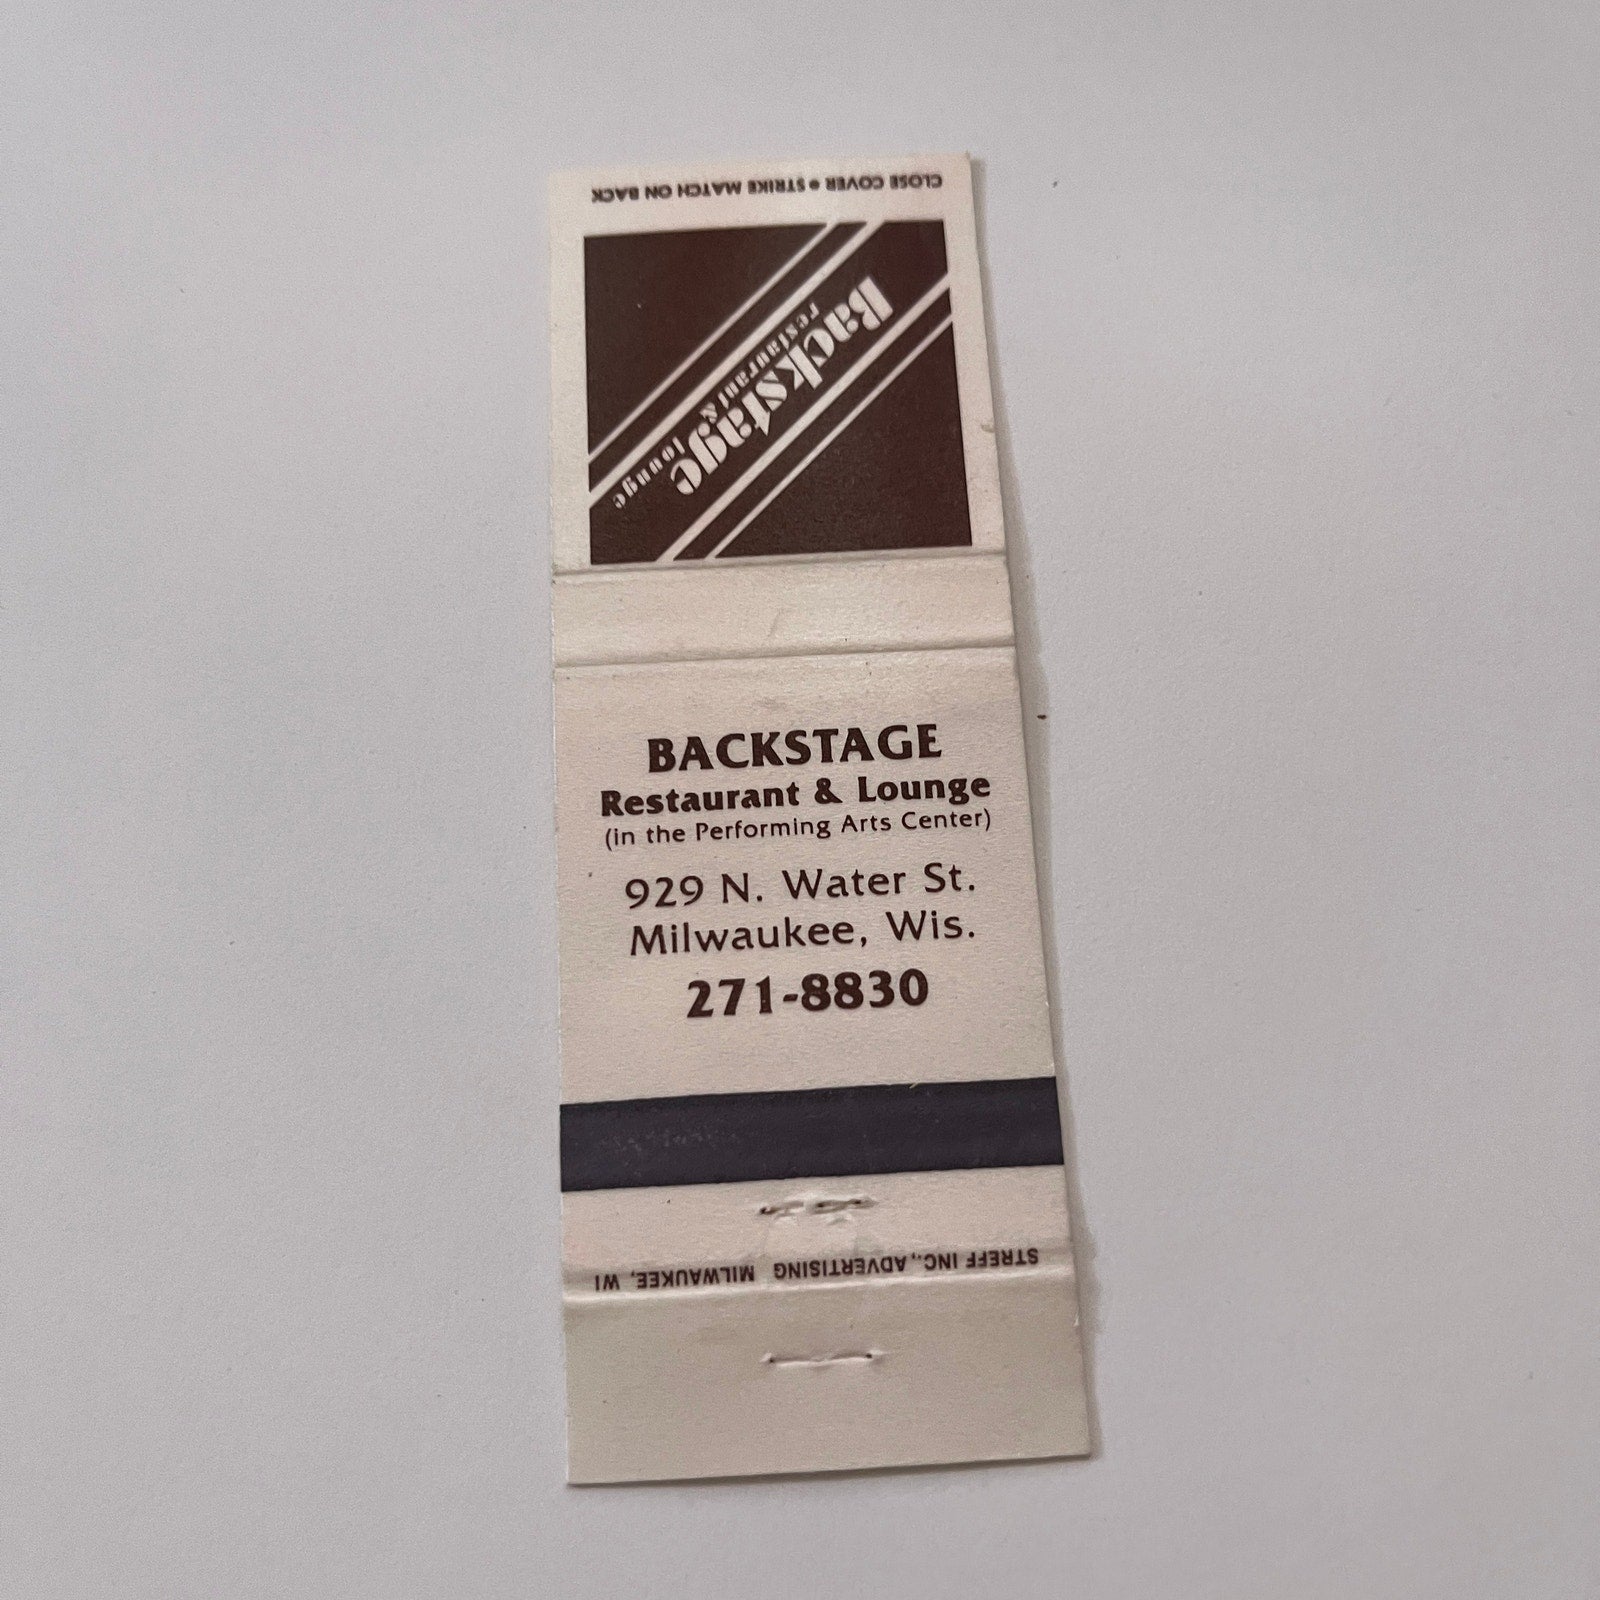 CLOSE COVER • STRIKE MATCH ON BACK
Backstage
restaurant &
lounge
BACKSTAGE
Restaurant & Lounge
(in the Performing Arts Center)
929 N. Water St.
Milwaukee, Wis.
271-8830
STREFF INC., ADVERTISING MILWAUKEE, WI